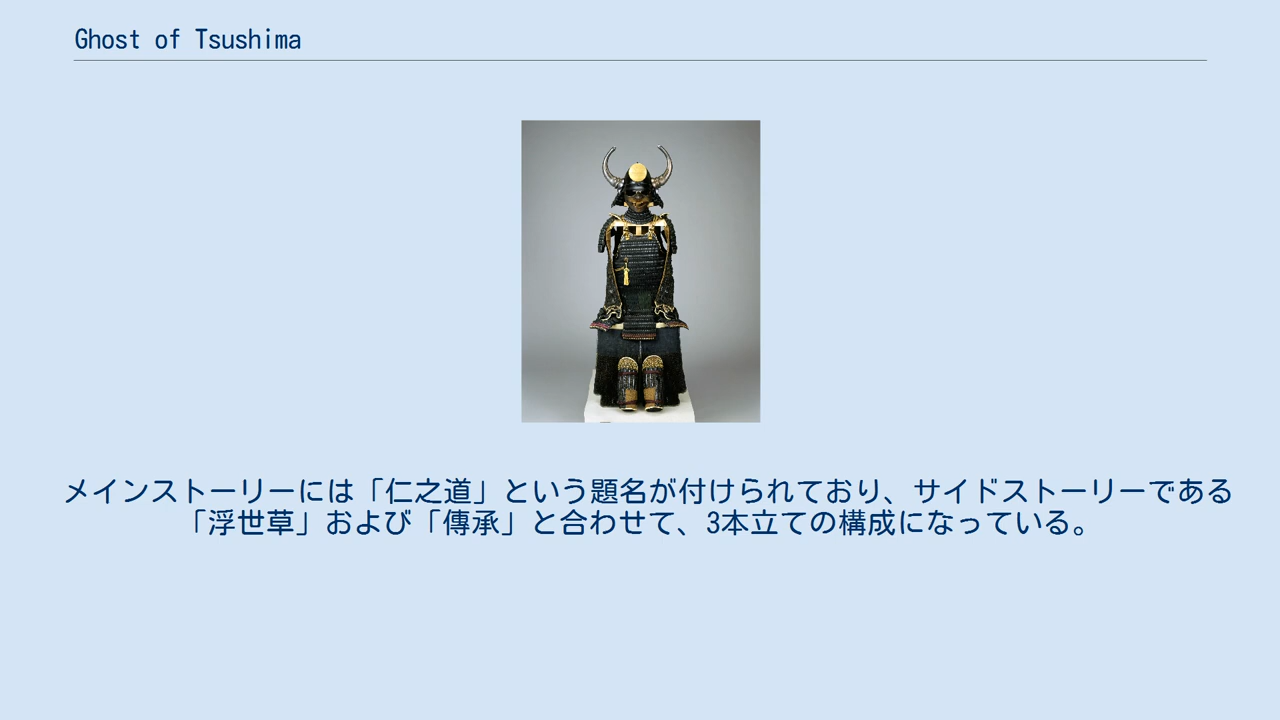 Ghost of Tsushima
メインストーリーには「仁之道」という題名が付けられており、サイドストーリーである
「浮世草」および「傳承」と合わせて、3本立ての構成になっている。